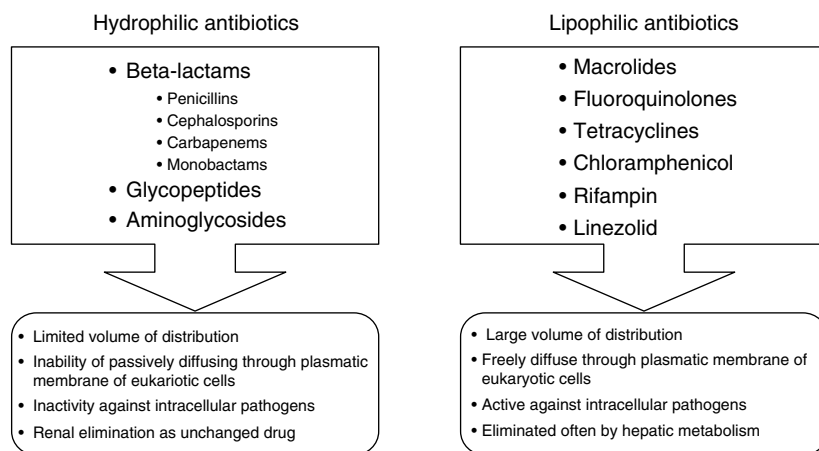 Hydrophilic antibiotics
• Beta-lactams
• Penicillins
• Cephalosporins
• Carbapenems
• Monobactams
• Glycopeptides
• Aminoglycosides
• Limited volume of distribution
• Inability of passively diffusing through plasmatic
membrane of eukariotic cells
• Inactivity against intracellular pathogens
• Renal elimination as unchanged drug
Lipophilic antibiotics
• Macrolides
• Fluoroquinolones
• Tetracyclines
• Chloramphenicol
• Rifampin
• Linezolid
• Large volume of distribution
• Freely diffuse through plasmatic membrane of
eukaryotic cells
• Active against intracellular pathogens
• Eliminated often by hepatic metabolism